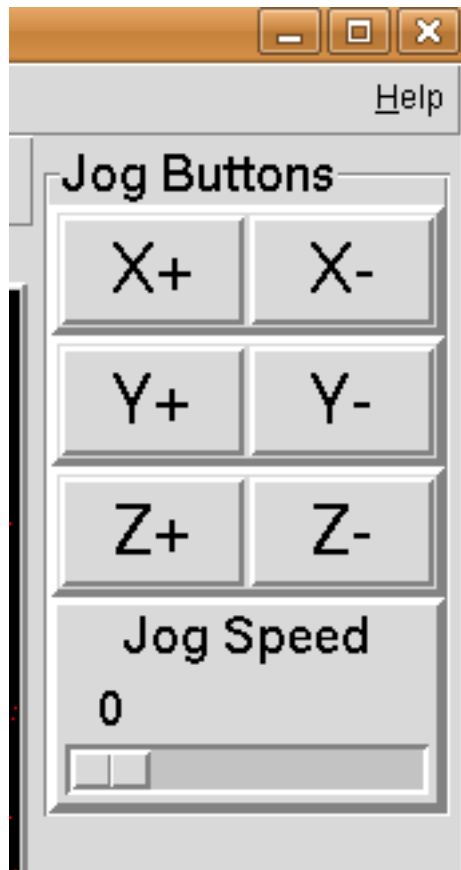 Help
Jog Buttons
X+ X-
Y+ Y-
Z+ Z-
Jog Speed
0